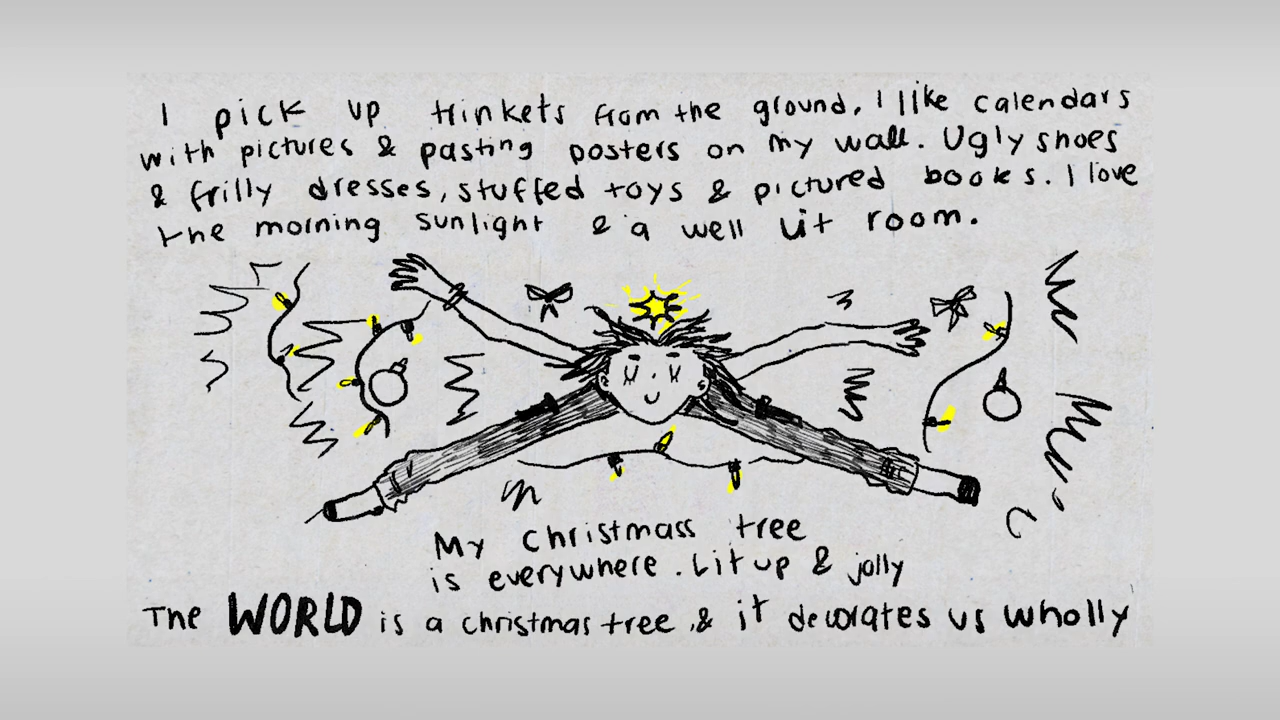 I pick up trinkets from the ground, I like calendars
with pictures & pasting posters on my wall. Ugly shoes
& frilly dresses, stuffed toys & pictured books. I love
the morning sunlight & a well lit room.
My christmass tree
is everywhere. Lit up & jolly
The WORLD is a christmas tree & it decorates us wholly